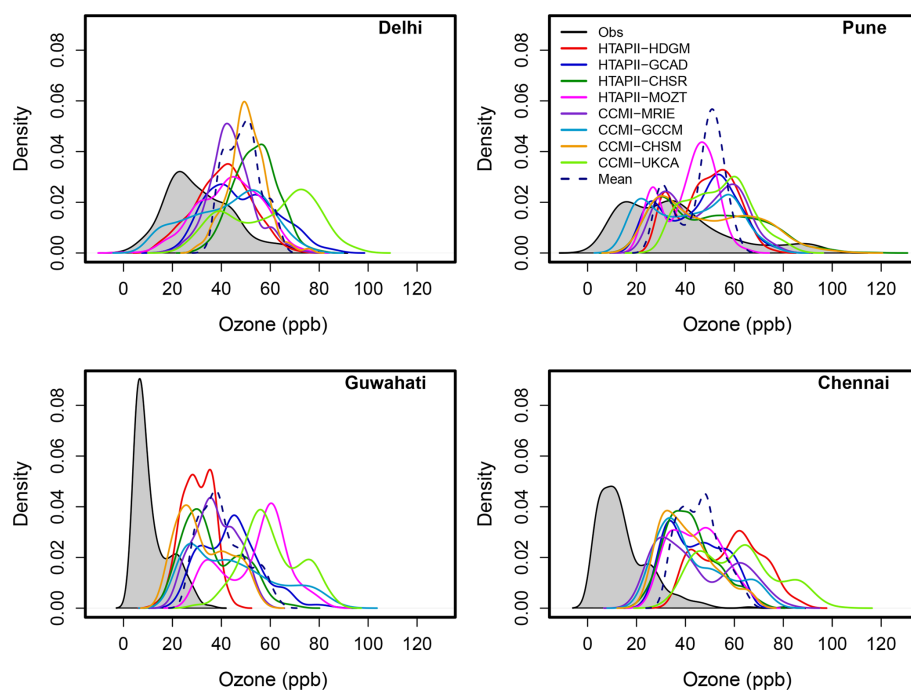 Delhi
Density
0.00
0.02
0.04
0.06
0.08
0 20 40 60 80 100 120
Ozone (ppb)
Pune
Obs
HTAPII−HDGM
HTAPII−GCAD
HTAPII−CHSR
HTAPII−MOZT
CCMI−MRIE
CCMI−GCCM
CCMI−CHSM
CCMI−UKCA
Mean
Density
0.00
0.02
0.04
0.06
0.08
0 20 40 60 80 100 120
Ozone (ppb)
Guwahati
Density
0.00
0.02
0.04
0.06
0.08
0 20 40 60 80 100 120
Ozone (ppb)
Chennai
Density
0.00
0.02
0.04
0.06
0.08
0 20 40 60 80 100 120
Ozone (ppb)